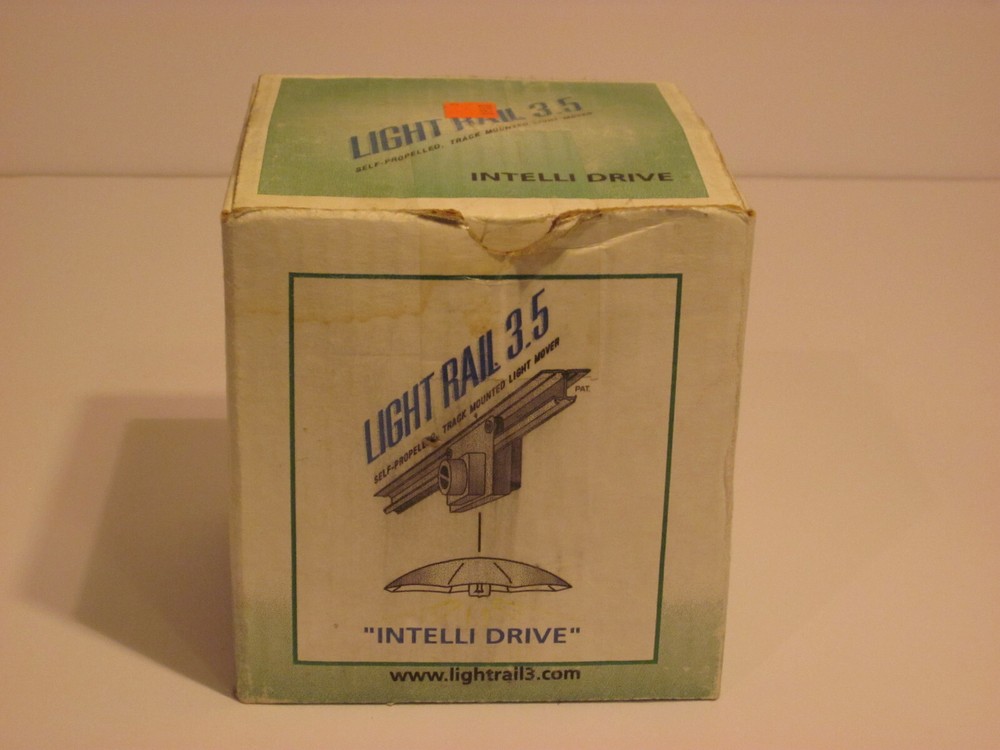 LIGHT RAIL 3.5
SELF-PROPELLED, TRACK MOUNTED LIGHT MOVER
INTELLI DRIVE
LIGHT RAIL 3.5
SELF-PROPELLED, TRACK MOUNTED LIGHT MOVER
PAT.
"INTELLI DRIVE"
www.lightrail3.com